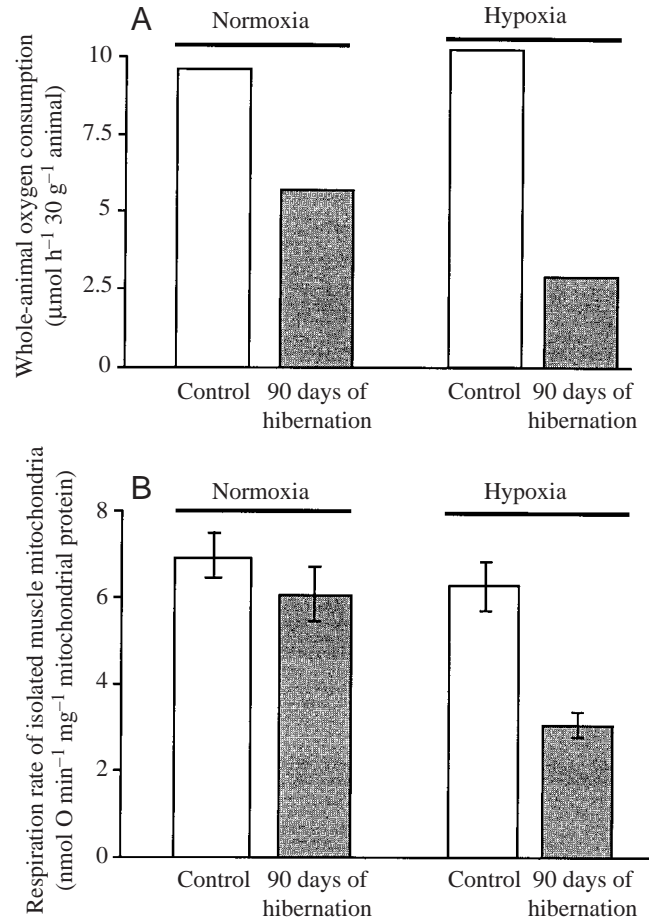 A
Normoxia
Hypoxia
Whole-animal oxygen consumption
(µmol h⁻¹ 30 g⁻¹ animal)
10
7.5
5
2.5
0
Control
90 days of
hibernation
Control
90 days of
hibernation
B
Normoxia
Hypoxia
Respiration rate of isolated muscle mitochondria
(nmol O min⁻¹ mg⁻¹ mitochondrial protein)
8
6
4
2
0
Control
90 days of
hibernation
Control
90 days of
hibernation